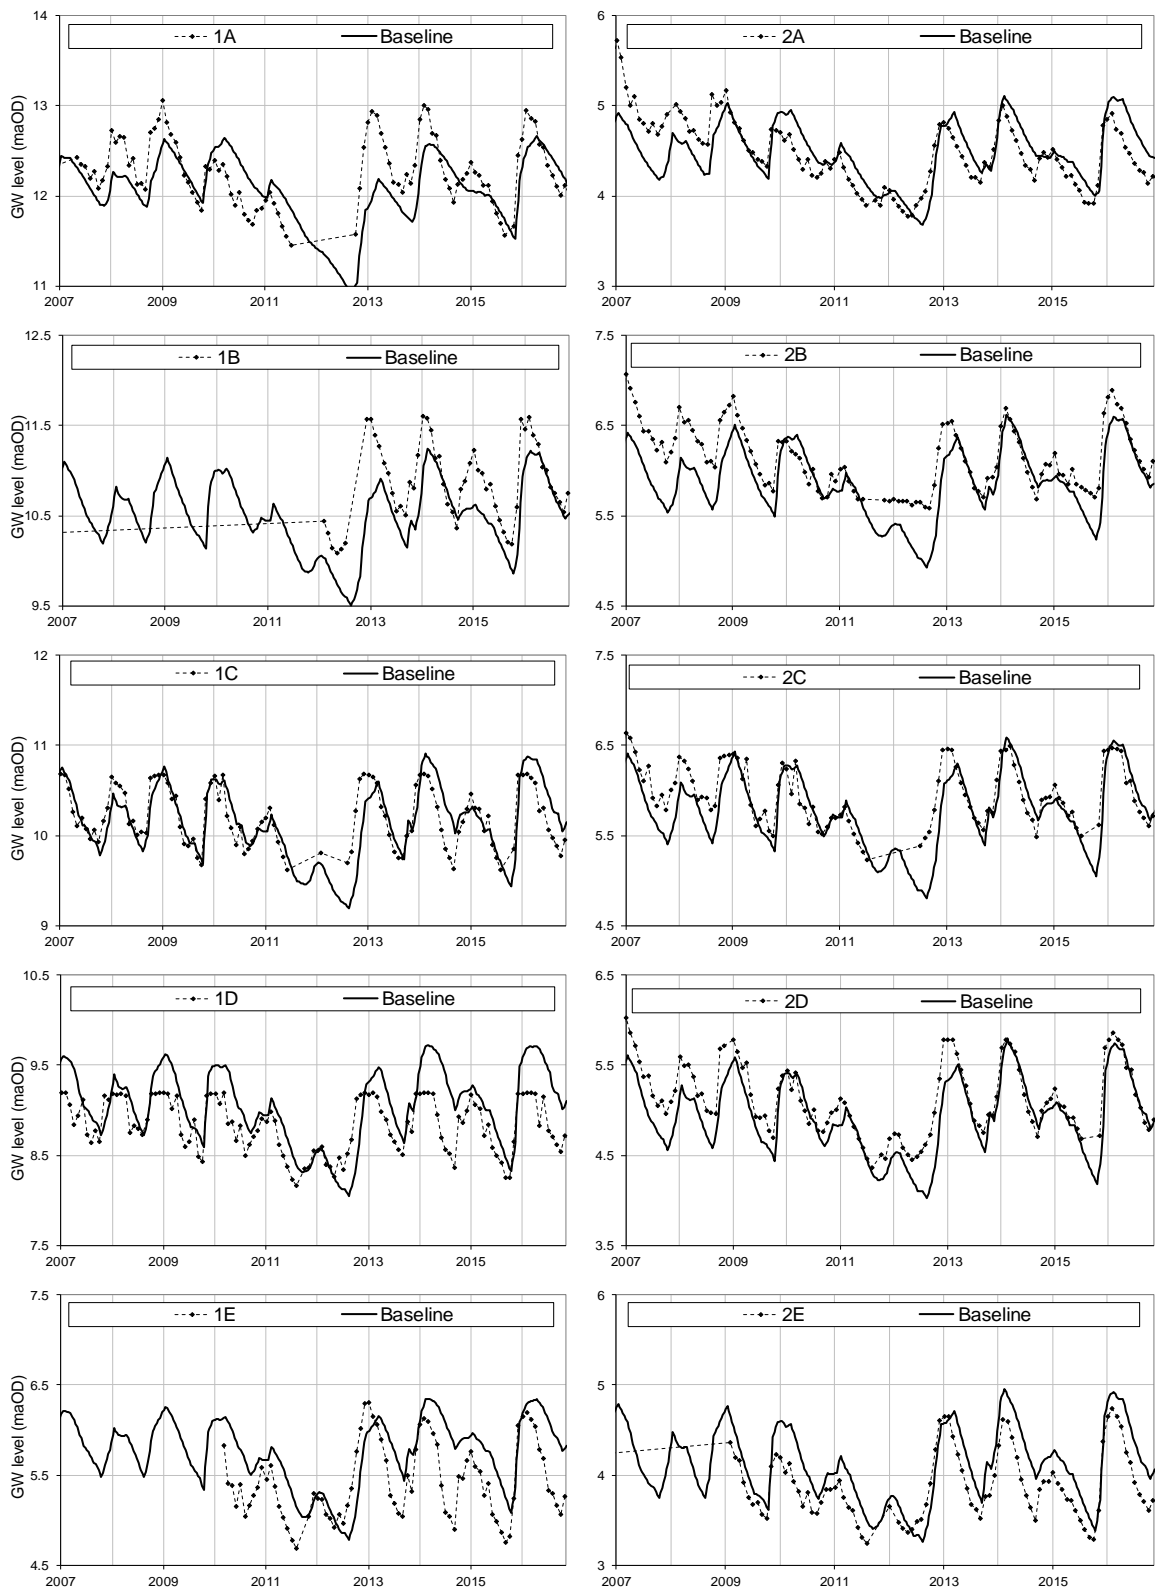 14
13
12
11
GW level (maOD)
1A Baseline
2007 2009 2011 2013 2015
6
5
4
3
2A Baseline
2007 2009 2011 2013 2015
12.5
11.5
10.5
9.5
GW level (maOD)
1B Baseline
2007 2009 2011 2013 2015
7.5
6.5
5.5
4.5
2B Baseline
2007 2009 2011 2013 2015
12
11
10
9
GW level (maOD)
1C Baseline
2007 2009 2011 2013 2015
7.5
6.5
5.5
4.5
2C Baseline
2007 2009 2011 2013 2015
10.5
9.5
8.5
7.5
GW level (maOD)
1D Baseline
2007 2009 2011 2013 2015
6.5
5.5
4.5
3.5
2D Baseline
2007 2009 2011 2013 2015
7.5
6.5
5.5
4.5
GW level (maOD)
1E Baseline
2007 2009 2011 2013 2015
6
5
4
3
2E Baseline
2007 2009 2011 2013 2015